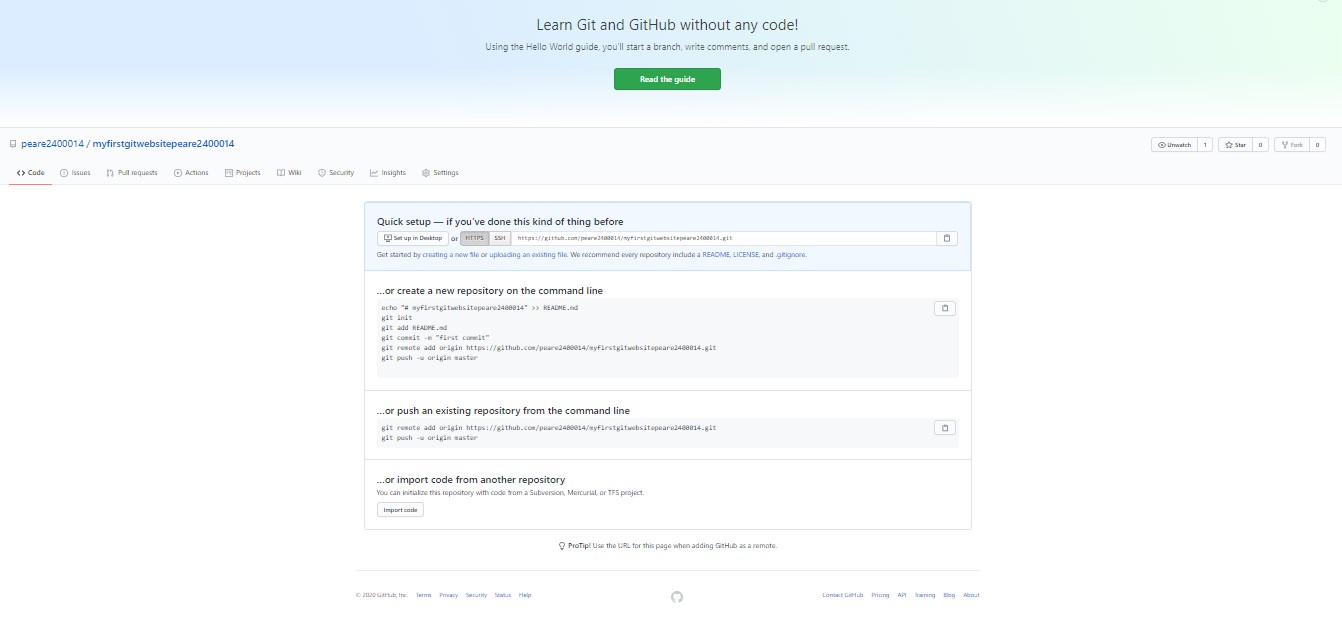 Learn Git and GitHub without any code!
Using the Hello World guide, you'll start a branch, write comments, and open a pull request.
Read the guide
peare2400014 / myfirstgitwebsitepeare2400014
Unwatch 1 Star 0 Fork 0
Code Issues Pull requests Actions Projects Wiki Security Insights Settings
Quick setup — if you've done this kind of thing before
Set up in Desktop or HTTPS SSH https://github.com/peare2400014/myfirstgitwebsitepeare2400014.git
Get started by creating a new file or uploading an existing file. We recommend every repository include a README, LICENSE, and .gitignore.
…or create a new repository on the command line
echo "# myfirstgitwebsitepeare2400014" >> README.md
git init
git add README.md
git commit -m "first commit"
git remote add origin https://github.com/peare2400014/myfirstgitwebsitepeare2400014.git
git push -u origin master
…or push an existing repository from the command line
git remote add origin https://github.com/peare2400014/myfirstgitwebsitepeare2400014.git
git push -u origin master
…or import code from another repository
You can initialize this repository with code from a Subversion, Mercurial, or TFS project.
Import code
ProTip! Use the URL for this page when adding GitHub as a remote.
© 2020 GitHub, Inc. Terms Privacy Security Status Help Contact GitHub Pricing API Training Blog About